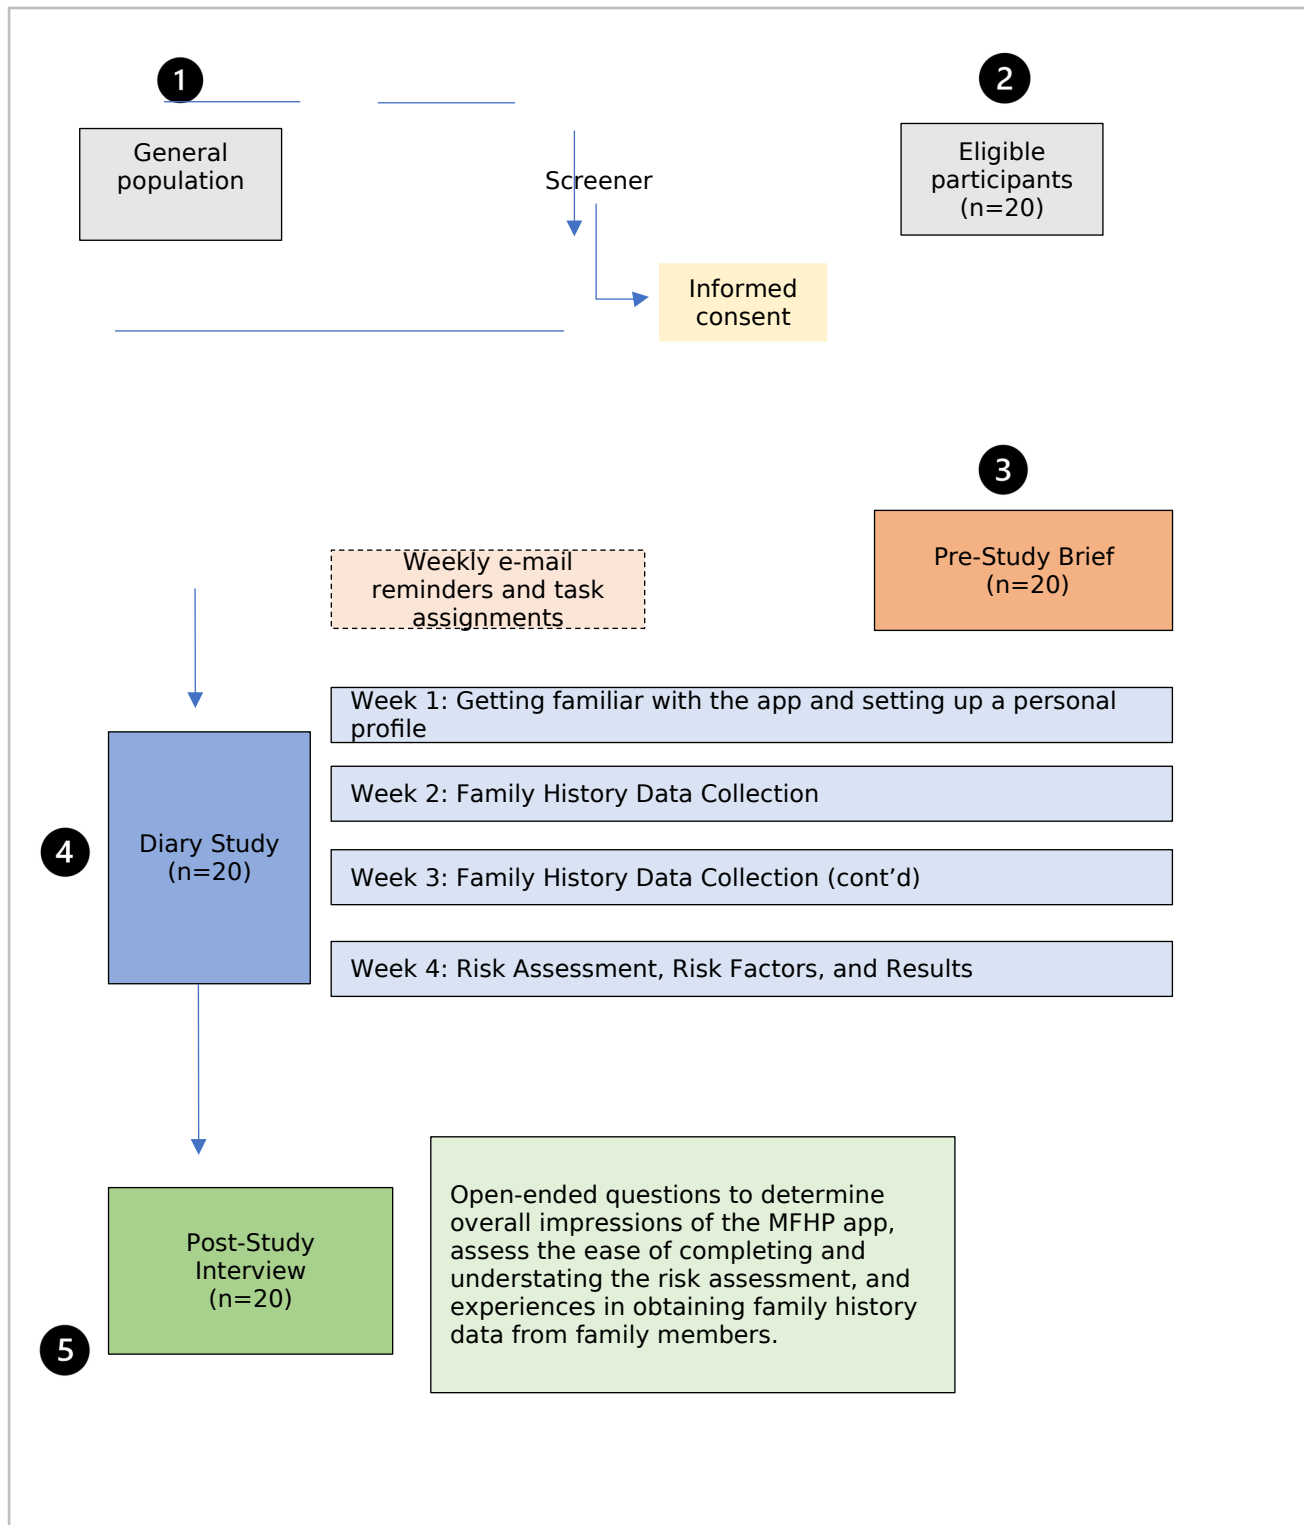 1
2
General
population
Screener
Eligible
participants
(n=20)
Informed
consent
3
Weekly e-mail
reminders and task
assignments
Pre-Study Brief
(n=20)
Week 1: Getting familiar with the app and setting up a personal
profile
Week 2: Family History Data Collection
4
Diary Study
(n=20)
Week 3: Family History Data Collection (cont’d)
Week 4: Risk Assessment, Risk Factors, and Results
Post-Study
Interview
(n=20)
5
Open-ended questions to determine
overall impressions of the MFHP app,
assess the ease of completing and
understating the risk assessment, and
experiences in obtaining family history
data from family members.